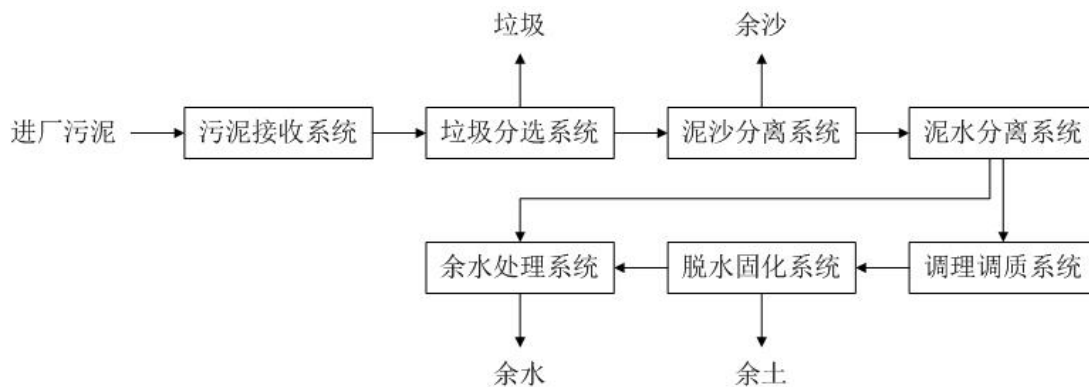 垃圾
余沙
进厂污泥
污泥接收系统
垃圾分选系统
泥沙分离系统
泥水分离系统
余水处理系统
脱水固化系统
调理调质系统
余水
余土